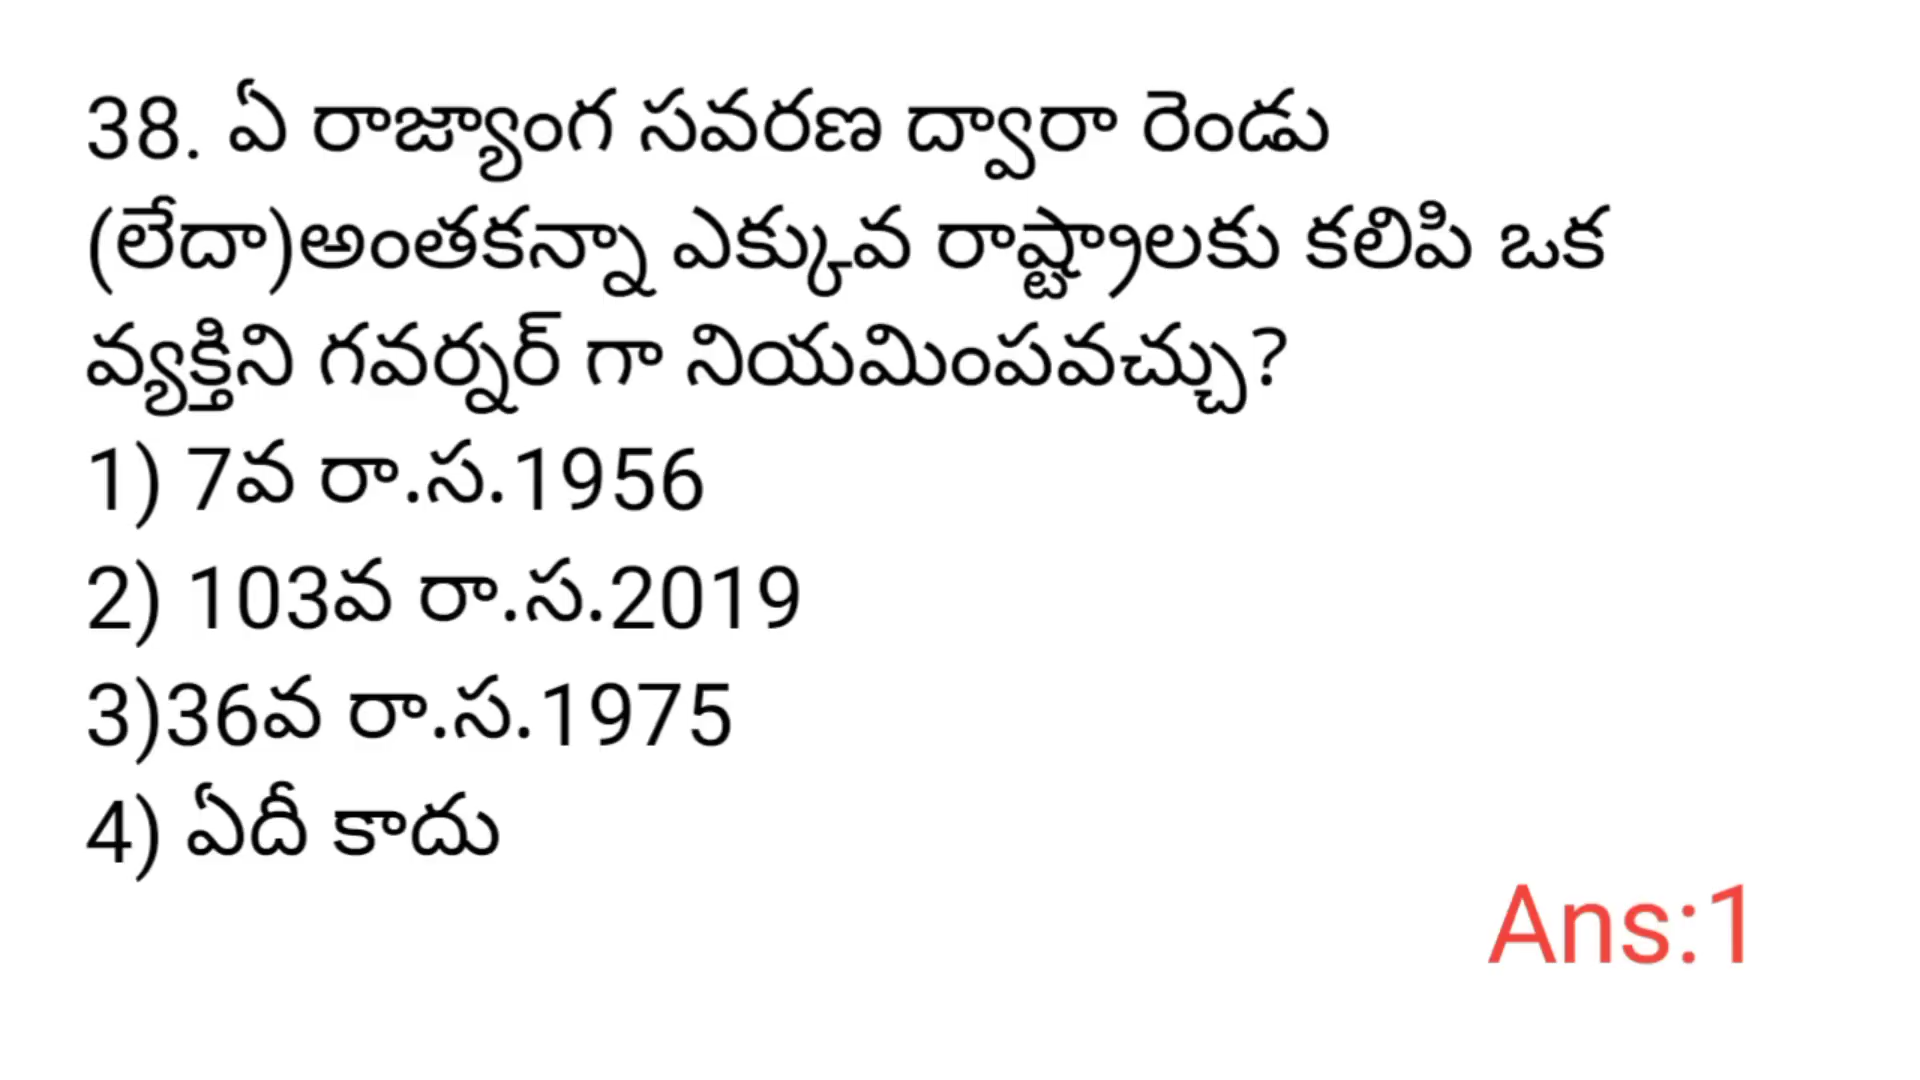 38. ఏ రాజ్యాంగ సవరణ ద్వారా రెండు
(లేదా)అంతకన్నా ఎక్కువ రాష్ట్రాలకు కలిపి ఒక
వ్యక్తిని గవర్నర్ గా నియమింపవచ్చు?
1) 7వ రా.స.1956
2) 103వ రా.స.2019
3)36వ రా.స.1975
4) ఏదీ కాదు
Ans:1